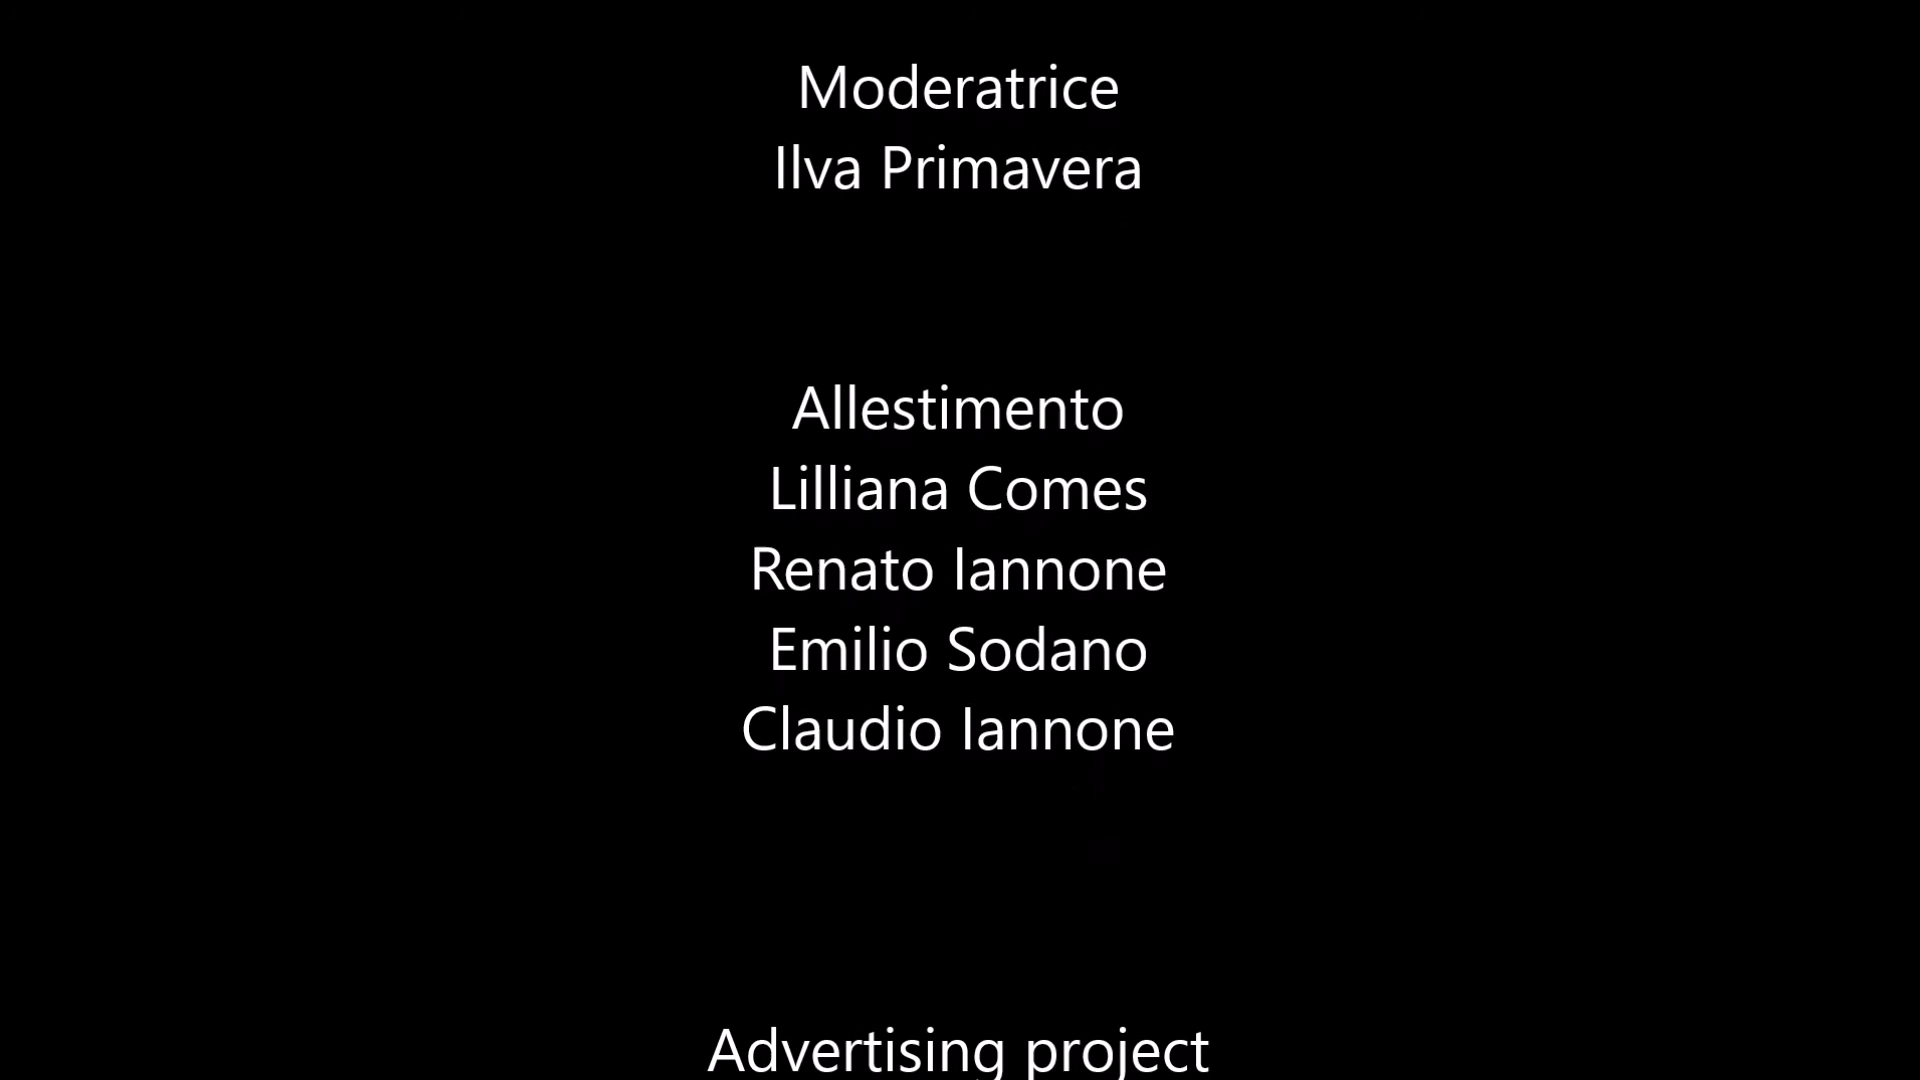 Moderatrice
Ilva Primavera
Allestimento
Lilliana Comes
Renato Iannone
Emilio Sodano
Claudio Iannone
Advertising project